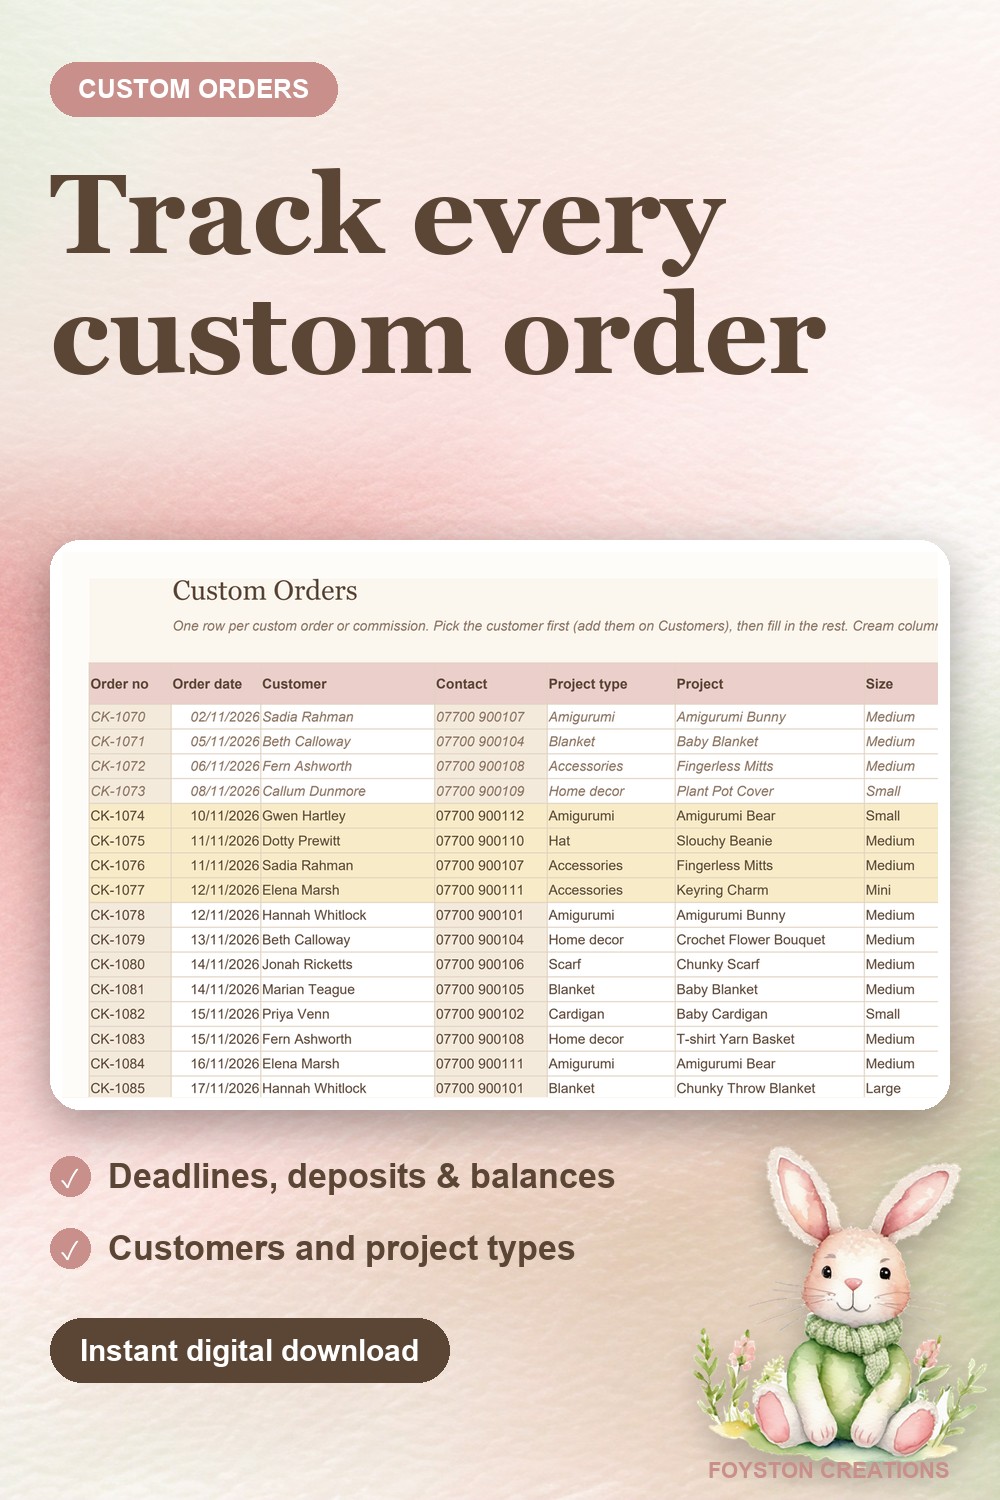 CUSTOM ORDERS
Track every
custom order
Custom Orders
One row per custom order or commission. Pick the customer first (add them on Customers), then fill in the rest. Cream colum
Order no Order date Customer Contact Project type Project Size
CK-1070 02/11/2026 Sadia Rahman 07700 900107 Amigurumi Amigurumi Bunny Medium
CK-1071 05/11/2026 Beth Calloway 07700 900104 Blanket Baby Blanket Medium
CK-1072 06/11/2026 Fern Ashworth 07700 900108 Accessories Fingerless Mitts Medium
CK-1073 08/11/2026 Callum Dunmore 07700 900109 Home decor Plant Pot Cover Small
CK-1074 10/11/2026 Gwen Hartley 07700 900112 Amigurumi Amigurumi Bear Small
CK-1075 11/11/2026 Dotty Prewitt 07700 900110 Hat Slouchy Beanie Medium
CK-1076 11/11/2026 Sadia Rahman 07700 900107 Accessories Fingerless Mitts Medium
CK-1077 12/11/2026 Elena Marsh 07700 900111 Accessories Keyring Charm Mini
CK-1078 12/11/2026 Hannah Whitlock 07700 900101 Amigurumi Amigurumi Bunny Medium
CK-1079 13/11/2026 Beth Calloway 07700 900104 Home decor Crochet Flower Bouquet Medium
CK-1080 14/11/2026 Jonah Ricketts 07700 900106 Scarf Chunky Scarf Medium
CK-1081 14/11/2026 Marian Teague 07700 900105 Blanket Baby Blanket Medium
CK-1082 15/11/2026 Priya Venn 07700 900102 Cardigan Baby Cardigan Small
CK-1083 15/11/2026 Fern Ashworth 07700 900108 Home decor T-shirt Yarn Basket Medium
CK-1084 16/11/2026 Elena Marsh 07700 900111 Amigurumi Amigurumi Bear Medium
CK-1085 17/11/2026 Hannah Whitlock 07700 900101 Blanket Chunky Throw Blanket Large
✓ Deadlines, deposits & balances
✓ Customers and project types
Instant digital download
FOYSTON CREATIONS